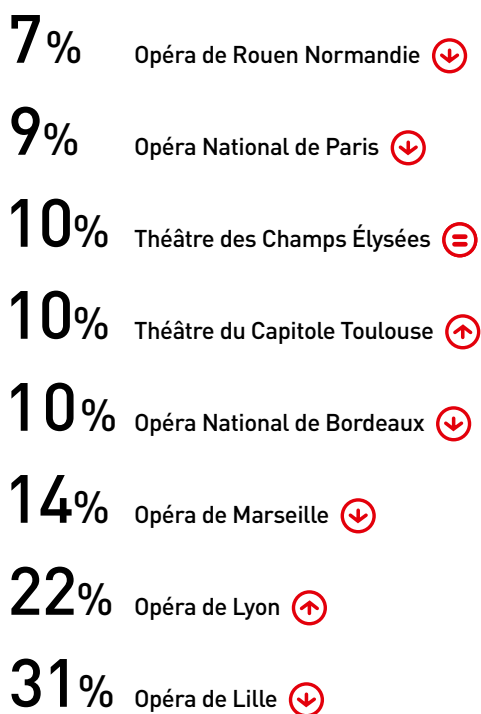 7% Opéra de Rouen Normandie
9% Opéra National de Paris
10% Théâtre des Champs Élysées
10% Théâtre du Capitole Toulouse
10% Opéra National de Bordeaux
14% Opéra de Marseille
22% Opéra de Lyon
31% Opéra de Lille